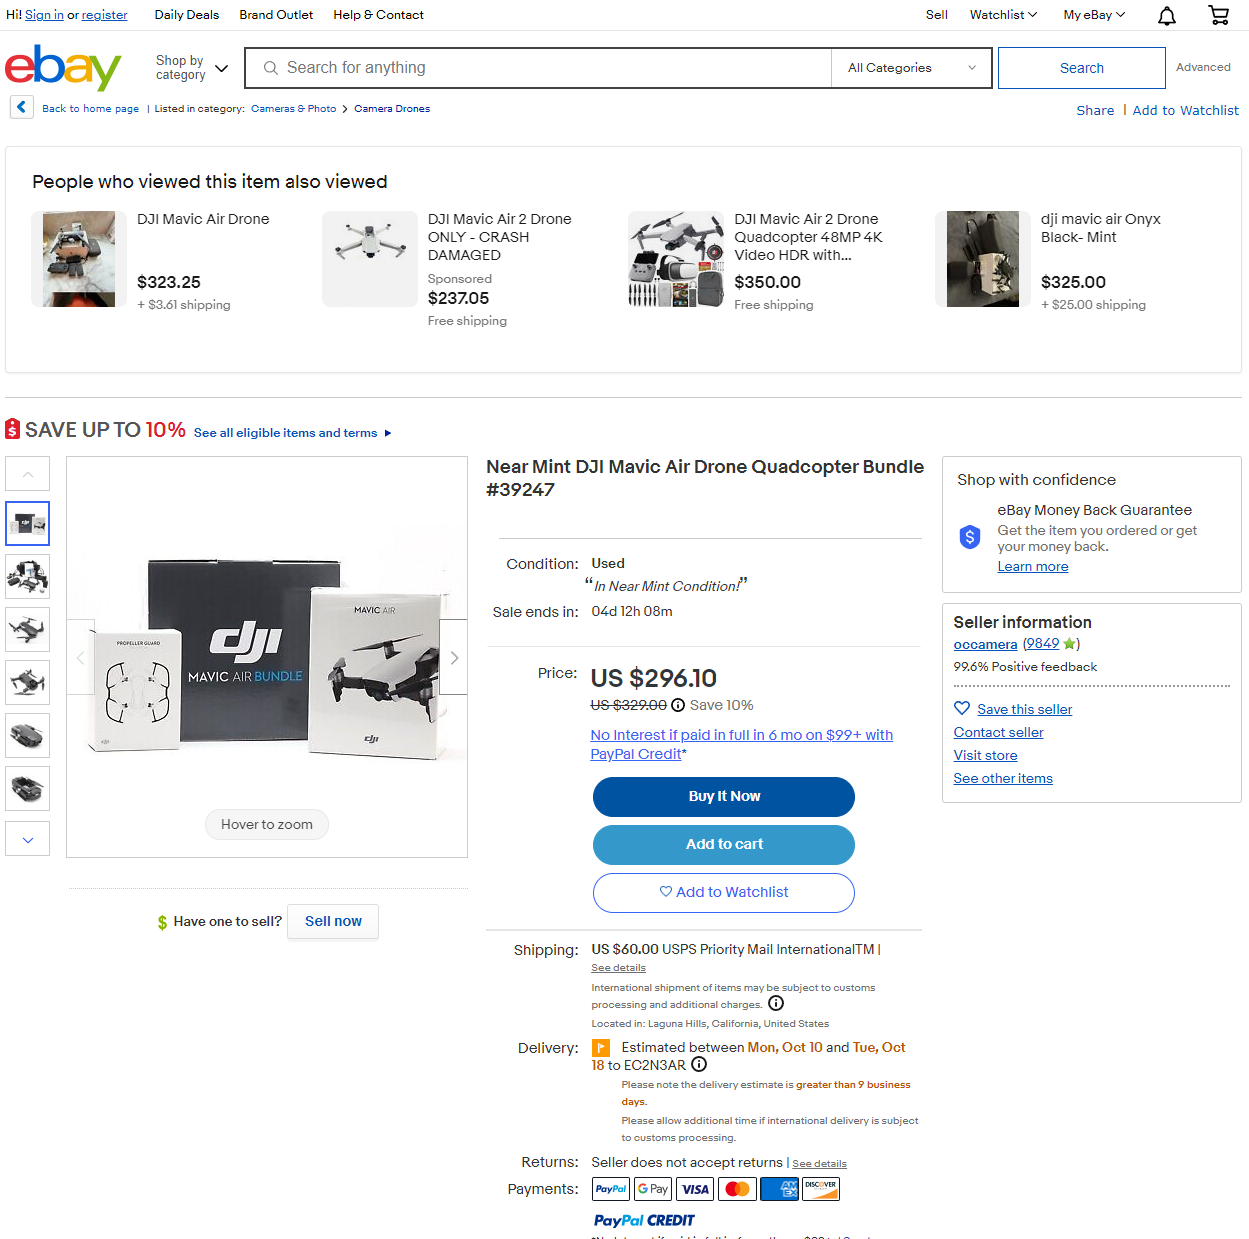 Hi! Sign in or register Daily Deals Brand Outlet Help & Contact Sell Watchlist My eBay
ebay Shop by category Search for anything All Categories Search Advanced
Back to home page | Listed in category: Cameras & Photo > Camera Drones Share | Add to Watchlist
People who viewed this item also viewed
DJI Mavic Air Drone
$323.25
+ $3.61 shipping
DJI Mavic Air 2 Drone
ONLY - CRASH
DAMAGED
Sponsored
$237.05
Free shipping
DJI Mavic Air 2 Drone
Quadcopter 48MP 4K
Video HDR with...
$350.00
Free shipping
dji mavic air Onyx
Black- Mint
$325.00
+ $25.00 shipping
SAVE UP TO 10% See all eligible items and terms
PROPELLER GUARD
dji
dji
MAVIC AIR BUNDLE
MAVIC AIR
dji
Hover to zoom
$ Have one to sell? Sell now
Near Mint DJI Mavic Air Drone Quadcopter Bundle
#39247
Condition: Used
“In Near Mint Condition!”
Sale ends in: 04d 12h 08m
Price: US $296.10
US $329.00 Save 10%
No Interest if paid in full in 6 mo on $99+ with
PayPal Credit*
Buy It Now
Add to cart
Add to Watchlist
Shipping: US $60.00 USPS Priority Mail InternationalTM |
See details
International shipment of items may be subject to customs
processing and additional charges.
Located in: Laguna Hills, California, United States
Delivery: Estimated between Mon, Oct 10 and Tue, Oct
18 to EC2N3AR
Please note the delivery estimate is greater than 9 business
days.
Please allow additional time if international delivery is subject
to customs processing.
Returns: Seller does not accept returns | See details
Payments: PayPal G Pay VISA AMEX DISCOVER
PayPal CREDIT
Shop with confidence
eBay Money Back Guarantee
Get the item you ordered or get
your money back.
Learn more
Seller information
occamera (9849)
99.6% Positive feedback
Save this seller
Contact seller
Visit store
See other items